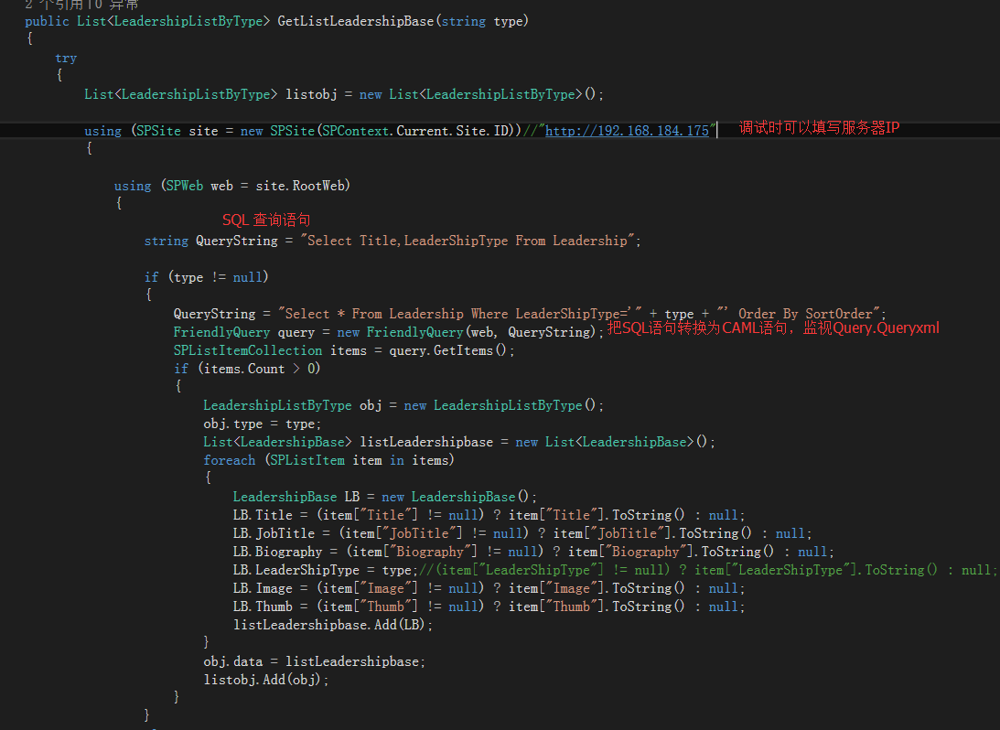 2 个引用|0 异常
public List<LeadershipListByType> GetListLeadershipBase(string type)
{
try
{
List<LeadershipListByType> listobj = new List<LeadershipListByType>();
using (SPSite site = new SPSite(SPContext.Current.Site.ID))//"http://192.168.184.175" 调试时可以填写服务器IP
{
using (SPWeb web = site.RootWeb)
{
SQL 查询语句
string QueryString = "Select Title,LeaderShipType From Leadership";
if (type != null)
{
QueryString = "Select * From Leadership Where LeaderShipType='" + type + "' Order By SortOrder";
FriendlyQuery query = new FriendlyQuery(web, QueryString); 把SQL语句转换为CAML语句，监视Query.Queryxml
SPListItemCollection items = query.GetItems();
if (items.Count > 0)
{
LeadershipListByType obj = new LeadershipListByType();
obj.type = type;
List<LeadershipBase> listLeadershipbase = new List<LeadershipBase>();
foreach (SPListItem item in items)
{
LeadershipBase LB = new LeadershipBase();
LB.Title = (item["Title"] != null) ? item["Title"].ToString() : null;
LB.JobTitle = (item["JobTitle"] != null) ? item["JobTitle"].ToString() : null;
LB.Biography = (item["Biography"] != null) ? item["Biography"].ToString() : null;
LB.LeaderShipType = type;//(item["LeaderShipType"] != null) ? item["LeaderShipType"].ToString() : null;
LB.Image = (item["Image"] != null) ? item["Image"].ToString() : null;
LB.Thumb = (item["Thumb"] != null) ? item["Thumb"].ToString() : null;
listLeadershipbase.Add(LB);
}
obj.data = listLeadershipbase;
listobj.Add(obj);
}
}